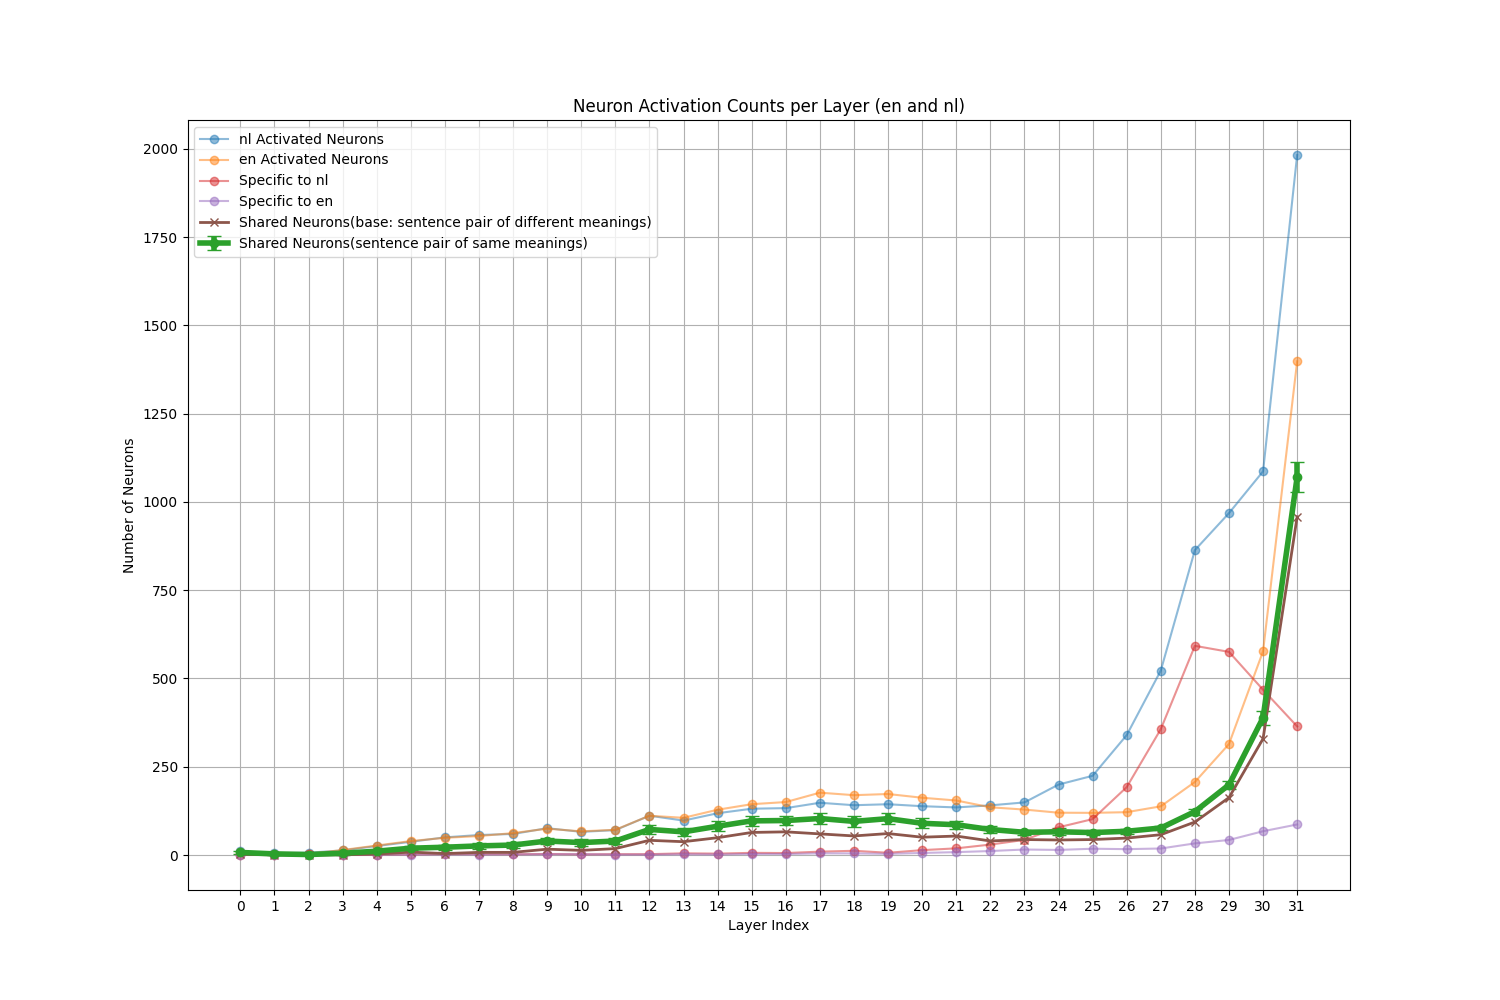 Neuron Activation Counts per Layer (en and nl)
nl Activated Neurons
en Activated Neurons
Specific to nl
Specific to en
Shared Neurons(base: sentence pair of different meanings)
Shared Neurons(sentence pair of same meanings)
2000
1750
1500
1250
1000
750
500
250
0
Number of Neurons
0 1 2 3 4 5 6 7 8 9 10 11 12 13 14 15 16 17 18 19 20 21 22 23 24 25 26 27 28 29 30 31
Layer Index